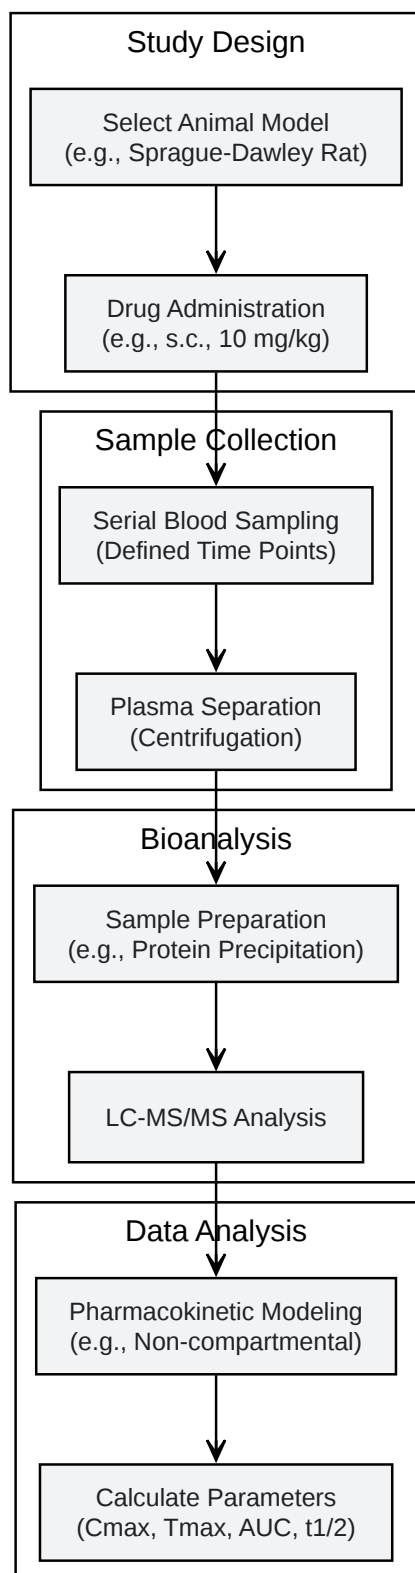 Study Design
Select Animal Model
(e.g., Sprague-Dawley Rat)
Drug Administration
(e.g., s.c., 10 mg/kg)
Sample Collection
Serial Blood Sampling
(Defined Time Points)
Plasma Separation
(Centrifugation)
Bioanalysis
Sample Preparation
(e.g., Protein Precipitation)
LC-MS/MS Analysis
Data Analysis
Pharmacokinetic Modeling
(e.g., Non-compartmental)
Calculate Parameters
(Cmax, Tmax, AUC, t1/2)